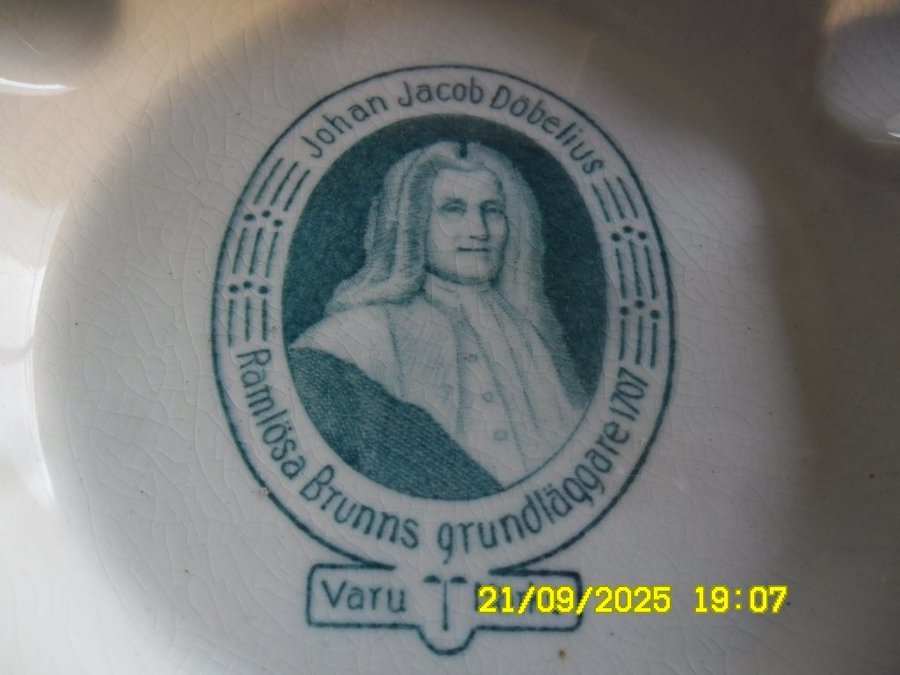 Johan Jacob Döbelius
Ramlösa Brunns grundläggare 1707
Varu
21/09/2025 19:07